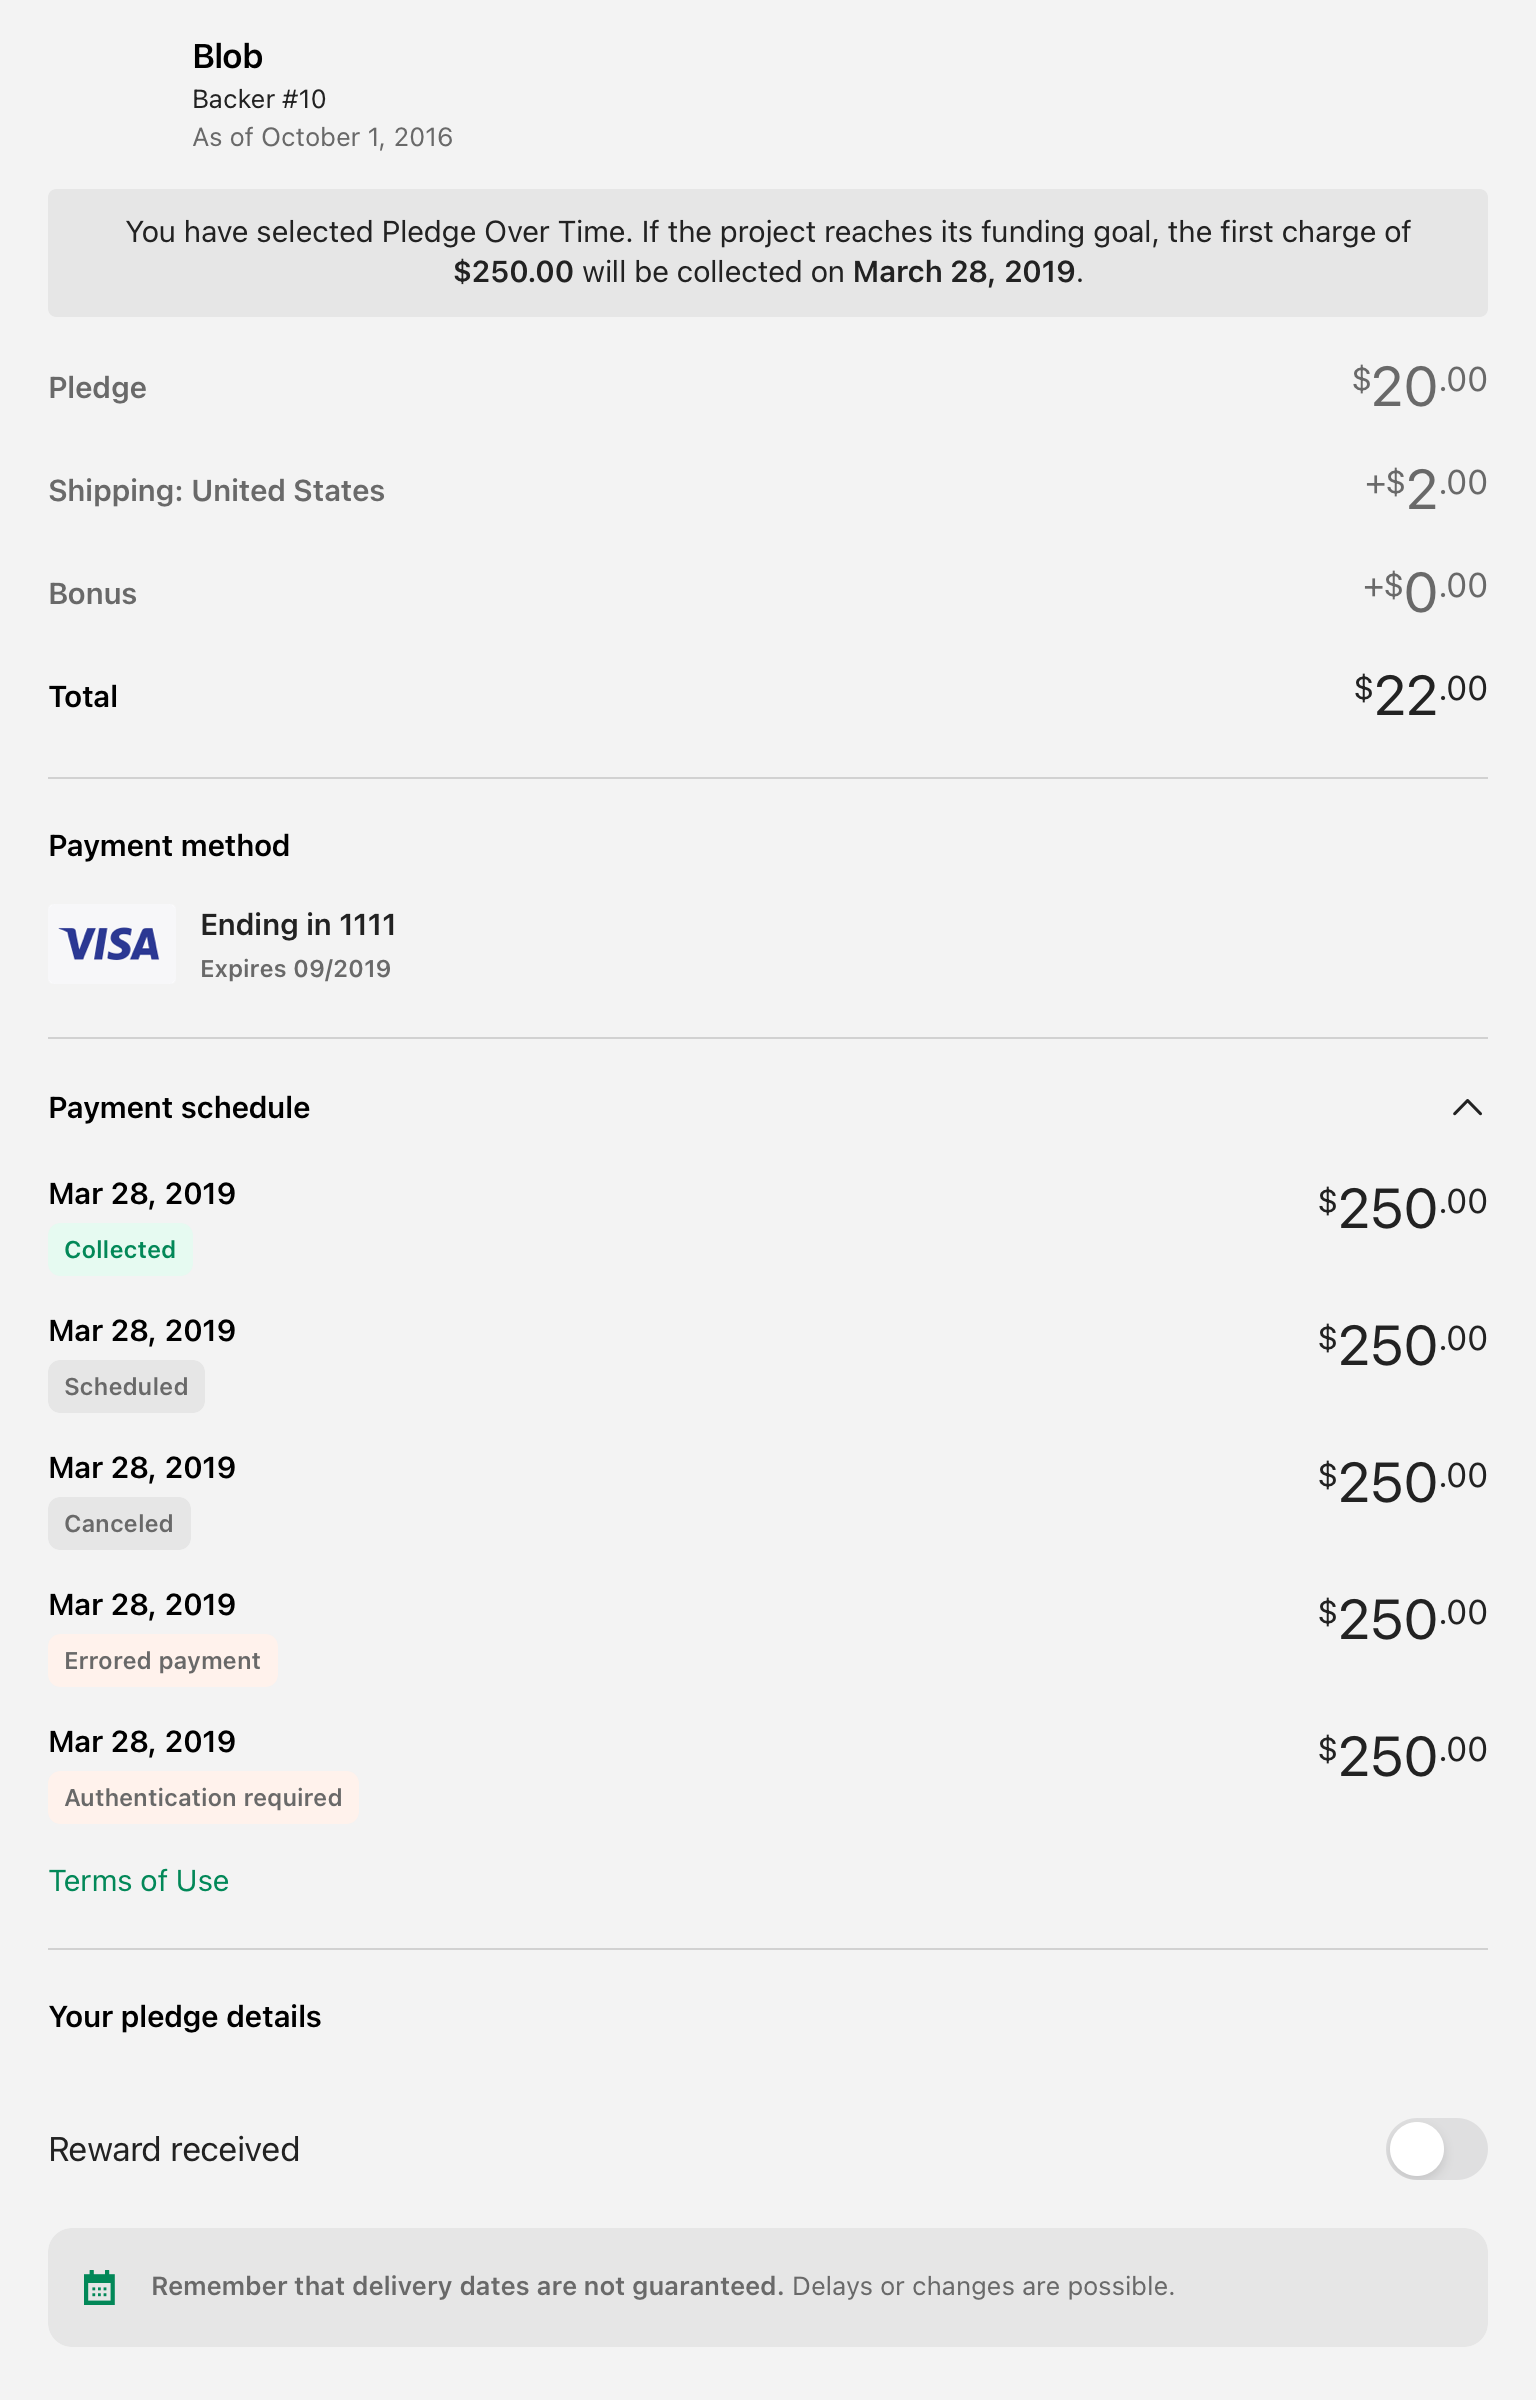 Blob
Backer #10
As of October 1, 2016
You have selected Pledge Over Time. If the project reaches its funding goal, the first charge of
$250.00 will be collected on March 28, 2019.
Pledge $20.00
Shipping: United States +$2.00
Bonus +$0.00
Total $22.00
Payment method
VISA
Ending in 1111
Expires 09/2019
Payment schedule
Mar 28, 2019 $250.00
Collected
Mar 28, 2019 $250.00
Scheduled
Mar 28, 2019 $250.00
Canceled
Mar 28, 2019 $250.00
Errored payment
Mar 28, 2019 $250.00
Authentication required
Terms of Use
Your pledge details
Reward received
Remember that delivery dates are not guaranteed. Delays or changes are possible.